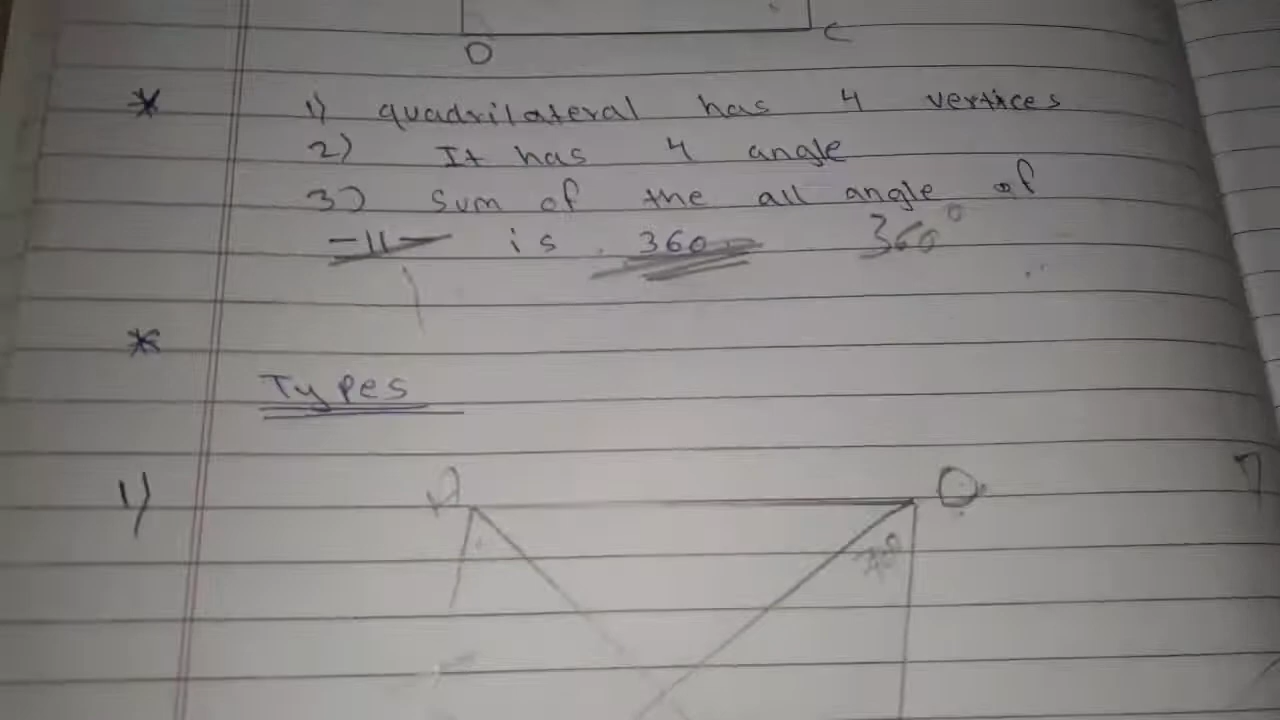 D C
* 1) quadrilateral has 4 vertices
2) It has 4 angle
3) Sum of the all angle of
–11– is 360 360°
*
Types
1)